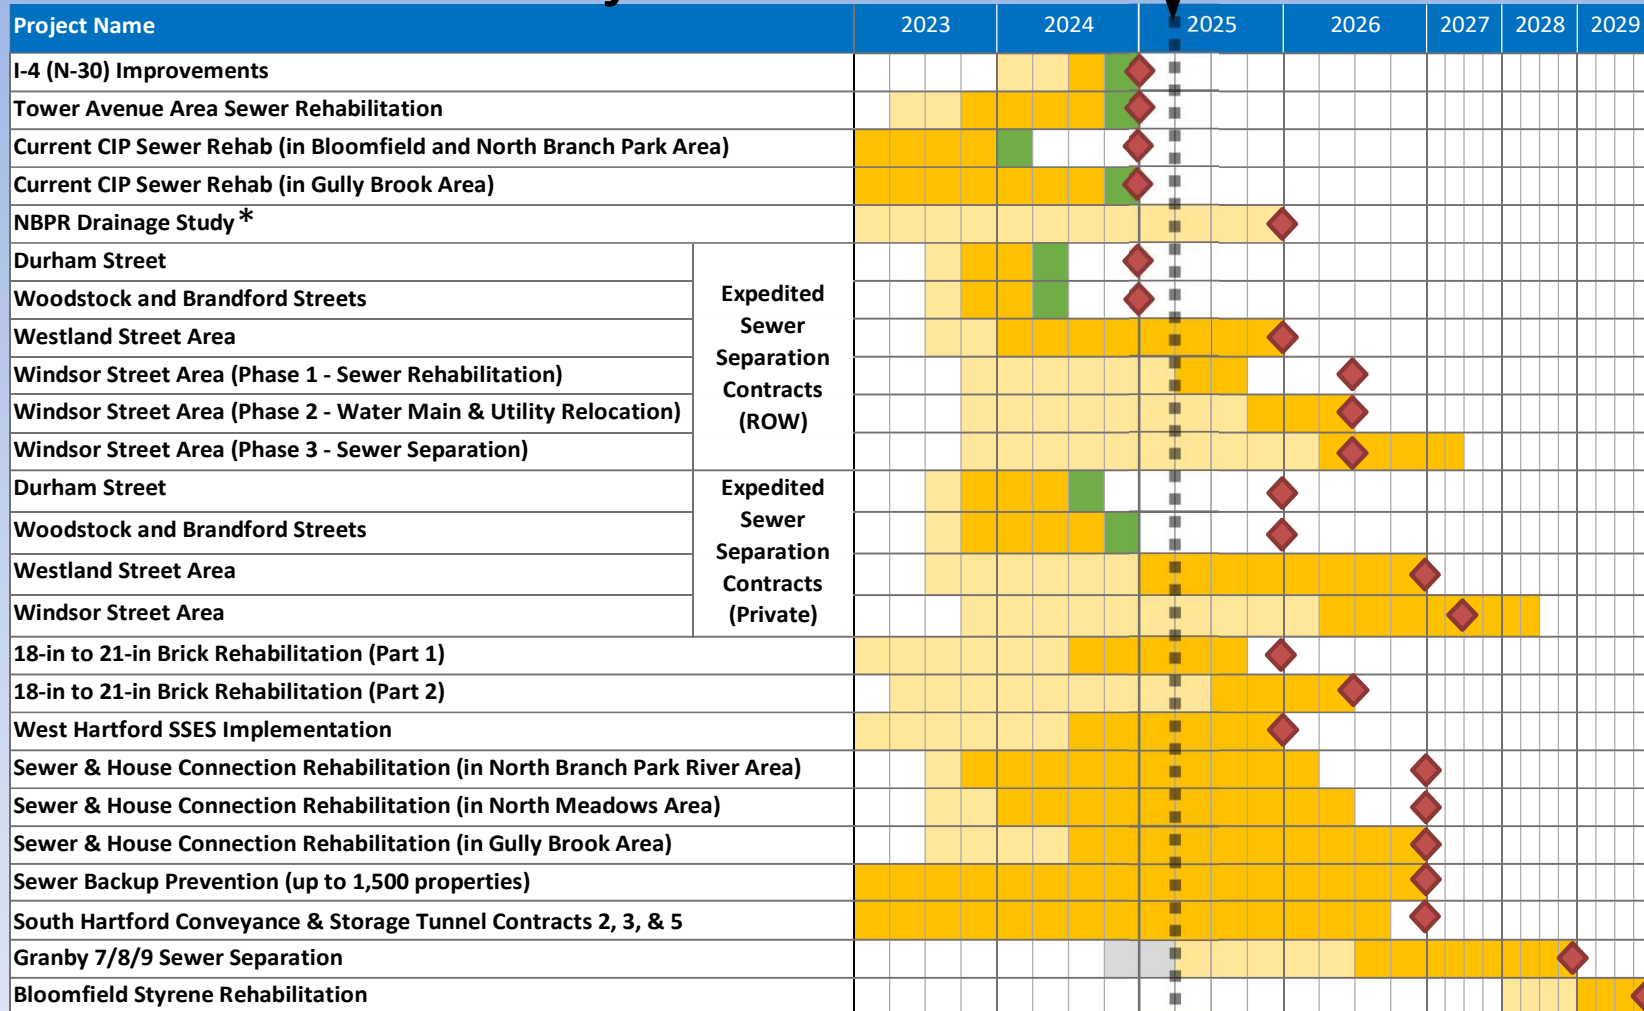 Project Name 2023 2024 2025 2026 2027 2028 2029
I-4 (N-30) Improvements
Tower Avenue Area Sewer Rehabilitation
Current CIP Sewer Rehab (in Bloomfield and North Branch Park Area)
Current CIP Sewer Rehab (in Gully Brook Area)
NBPR Drainage Study *
Durham Street
Woodstock and Brandford Streets
Westland Street Area
Windsor Street Area (Phase 1 - Sewer Rehabilitation)
Windsor Street Area (Phase 2 - Water Main & Utility Relocation)
Windsor Street Area (Phase 3 - Sewer Separation)
Expedited
Sewer
Separation
Contracts
(ROW)
Durham Street
Woodstock and Brandford Streets
Westland Street Area
Windsor Street Area
Expedited
Sewer
Separation
Contracts
(Private)
18-in to 21-in Brick Rehabilitation (Part 1)
18-in to 21-in Brick Rehabilitation (Part 2)
West Hartford SSES Implementation
Sewer & House Connection Rehabilitation (in North Branch Park River Area)
Sewer & House Connection Rehabilitation (in North Meadows Area)
Sewer & House Connection Rehabilitation (in Gully Brook Area)
Sewer Backup Prevention (up to 1,500 properties)
South Hartford Conveyance & Storage Tunnel Contracts 2, 3, & 5
Granby 7/8/9 Sewer Separation
Bloomfield Styrene Rehabilitation